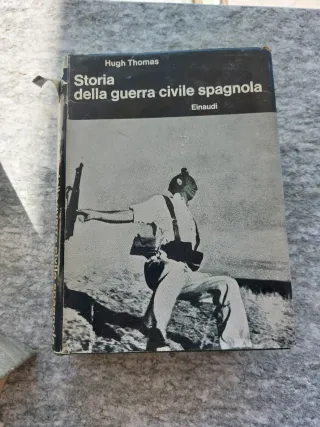 Hugh Thomas
Storia
della guerra civile spagnola
Einaudi